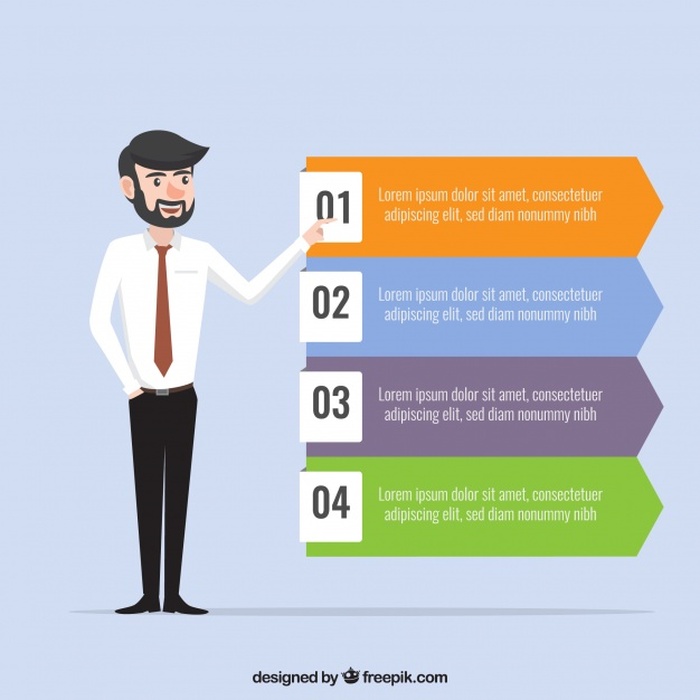 01
Lorem ipsum dolor sit amet, consectetuer
adipiscing elit, sed diam nonummy nibh
02
Lorem ipsum dolor sit amet, consectetuer
adipiscing elit, sed diam nonummy nibh
03
Lorem ipsum dolor sit amet, consectetuer
adipiscing elit, sed diam nonummy nibh
04
Lorem ipsum dolor sit amet, consectetuer
adipiscing elit, sed diam nonummy nibh
designed by freepik.com